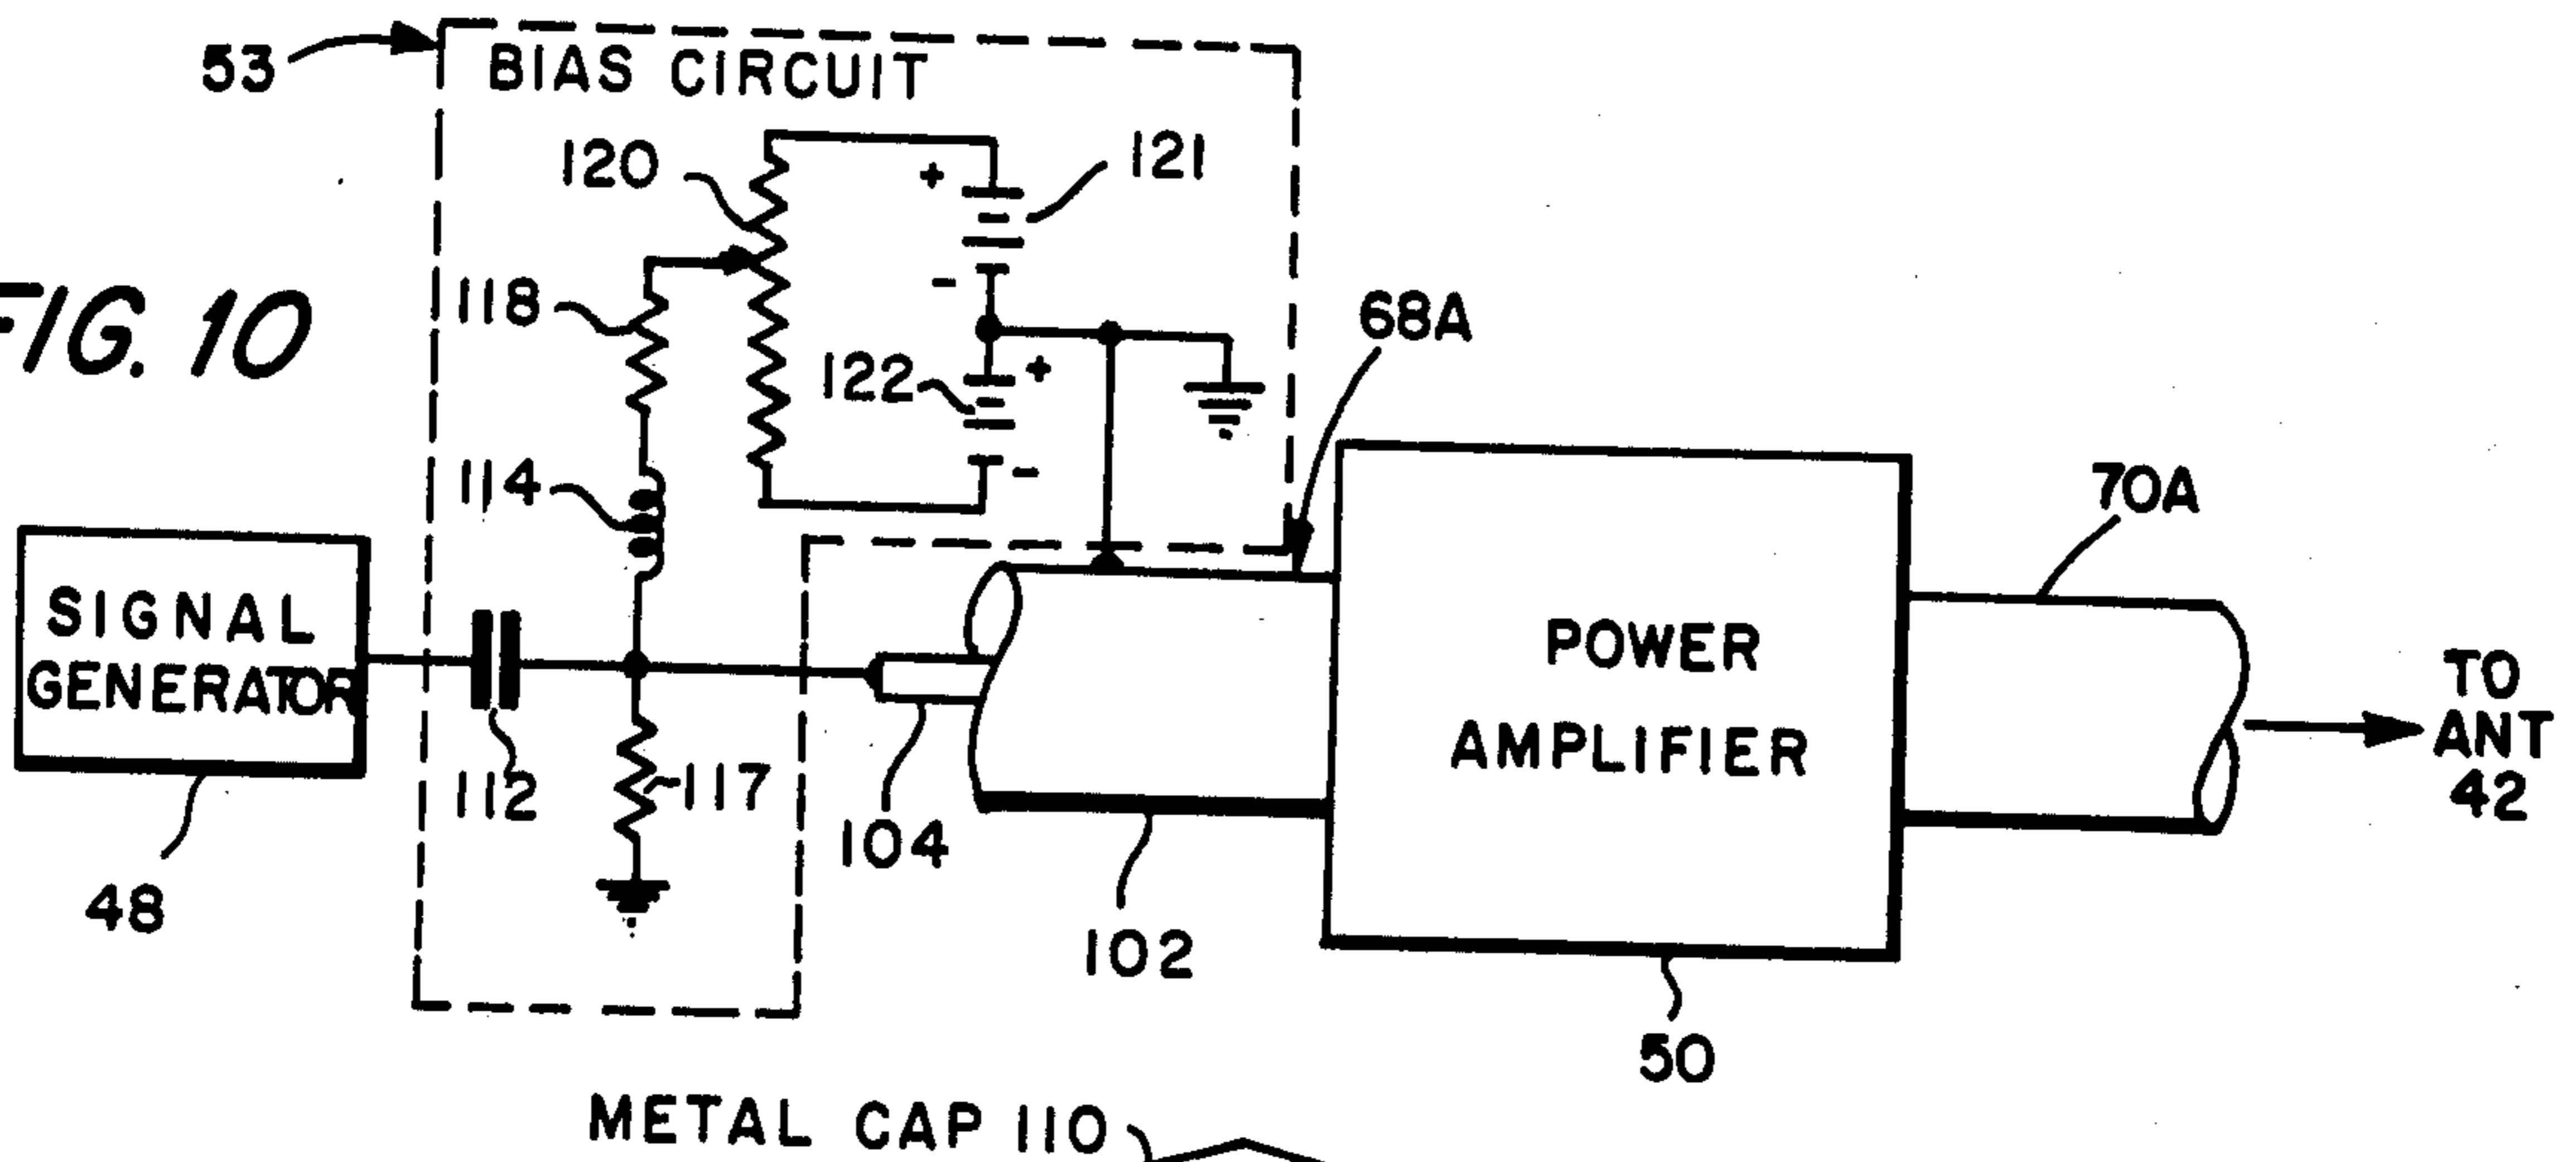 53
BIAS CIRCUIT
120
+
121
-
FIG. 10
118
68A
122
+
-
114
70A
SIGNAL
GENERATOR
POWER
AMPLIFIER
TO
ANT
42
112
117
104
48
102
50
METAL CAP 110